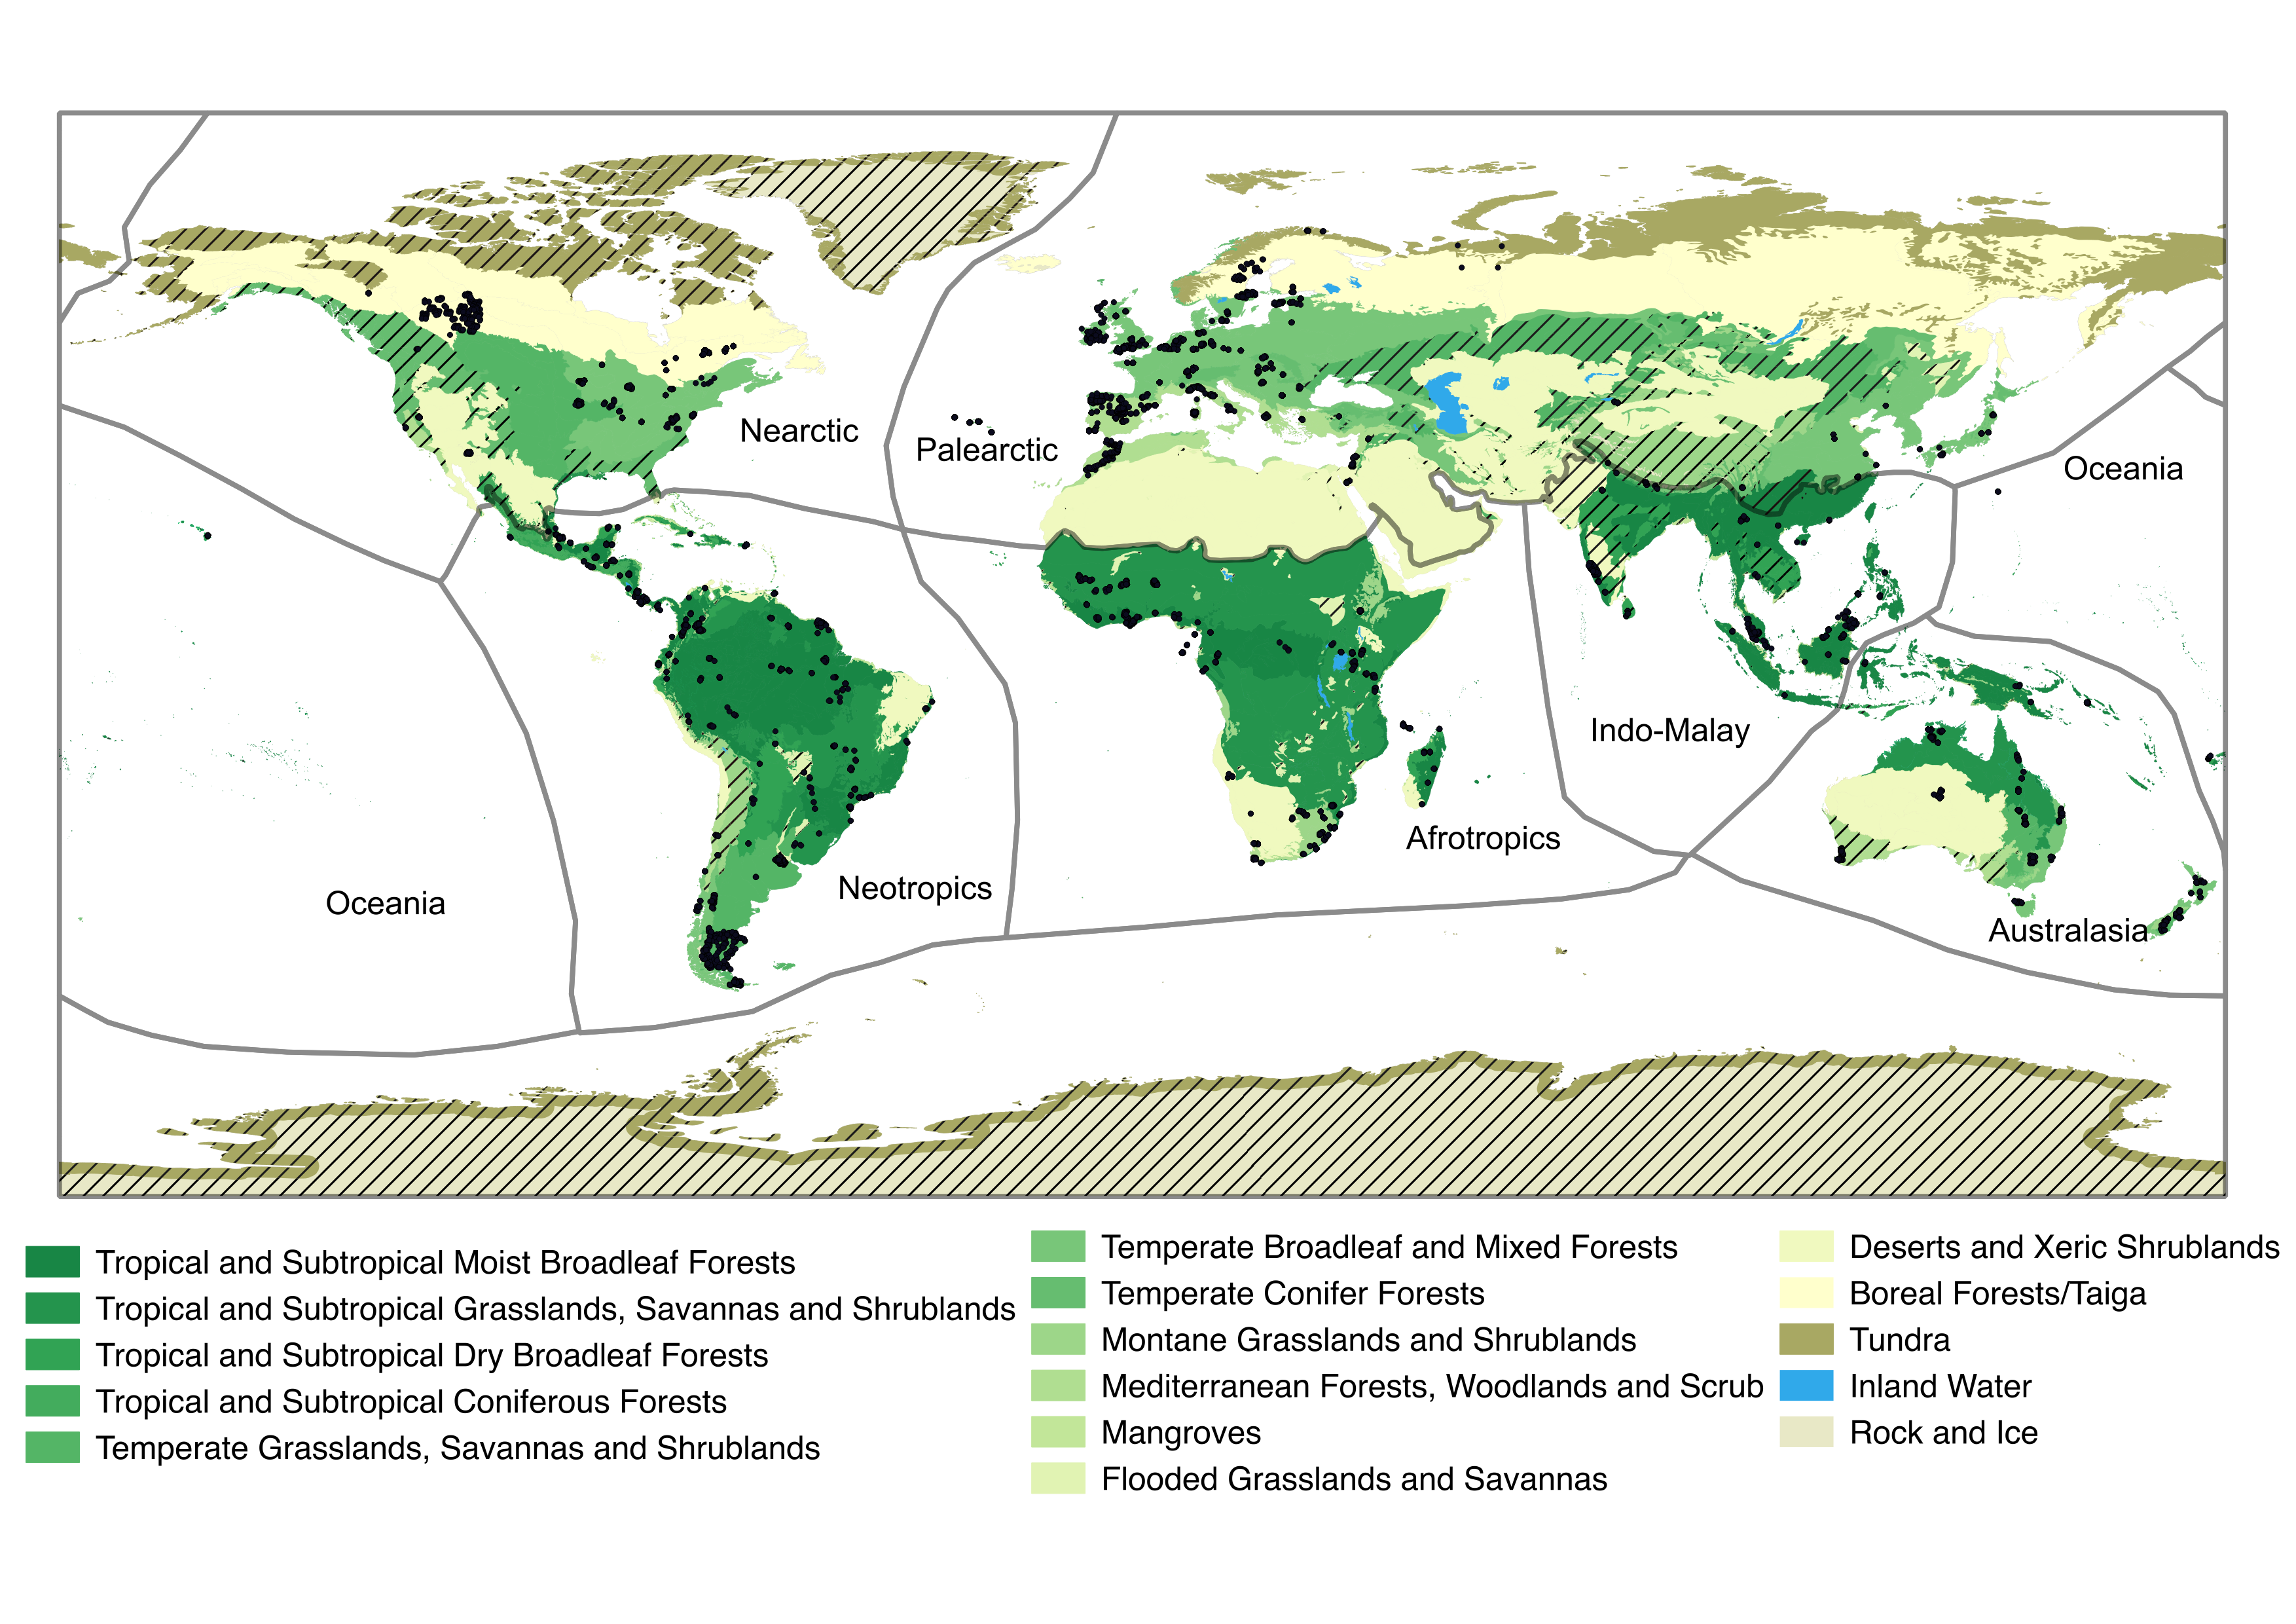 Nearctic
Palearctic
Oceania
Indo-Malay
Afrotropics
Neotropics
Oceania
Australasia
Tropical and Subtropical Moist Broadleaf Forests
Tropical and Subtropical Grasslands, Savannas and Shrublands
Tropical and Subtropical Dry Broadleaf Forests
Tropical and Subtropical Coniferous Forests
Temperate Grasslands, Savannas and Shrublands
Temperate Broadleaf and Mixed Forests
Temperate Conifer Forests
Montane Grasslands and Shrublands
Mediterranean Forests, Woodlands and Scrub
Mangroves
Flooded Grasslands and Savannas
Deserts and Xeric Shrublands
Boreal Forests/Taiga
Tundra
Inland Water
Rock and Ice